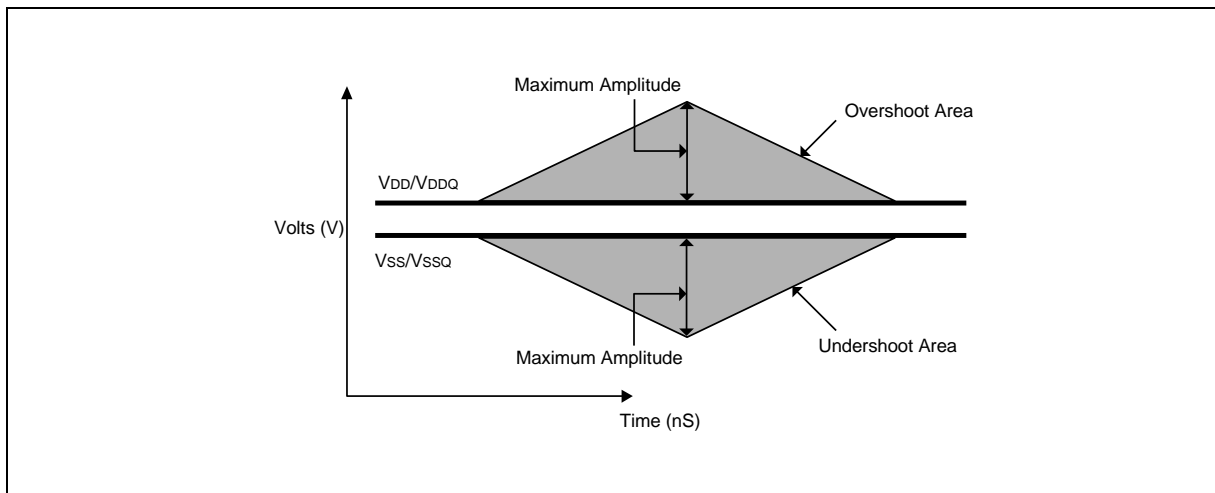 Maximum Amplitude
Overshoot Area
VDD/VDDQ
Volts (V)
VSS/VSSQ
Maximum Amplitude
Undershoot Area
Time (nS)